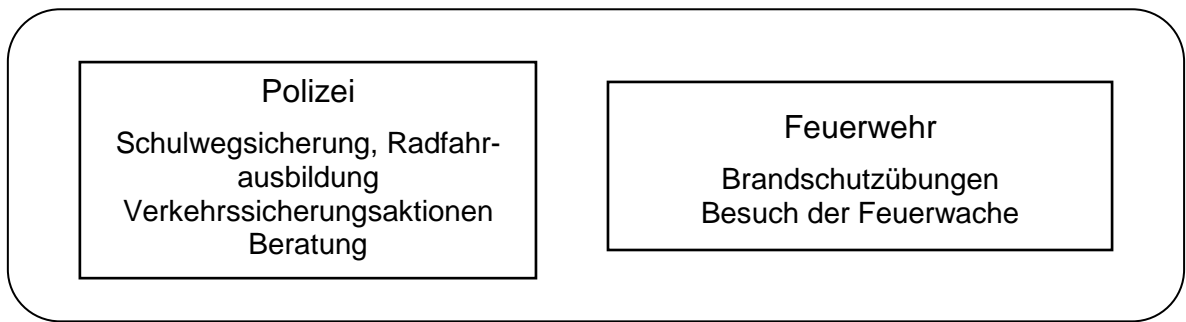 Polizei
Schulwegsicherung, Radfahr-
ausbildung
Verkehrssicherungsaktionen
Beratung
Feuerwehr
Brandschutzübungen
Besuch der Feuerwache